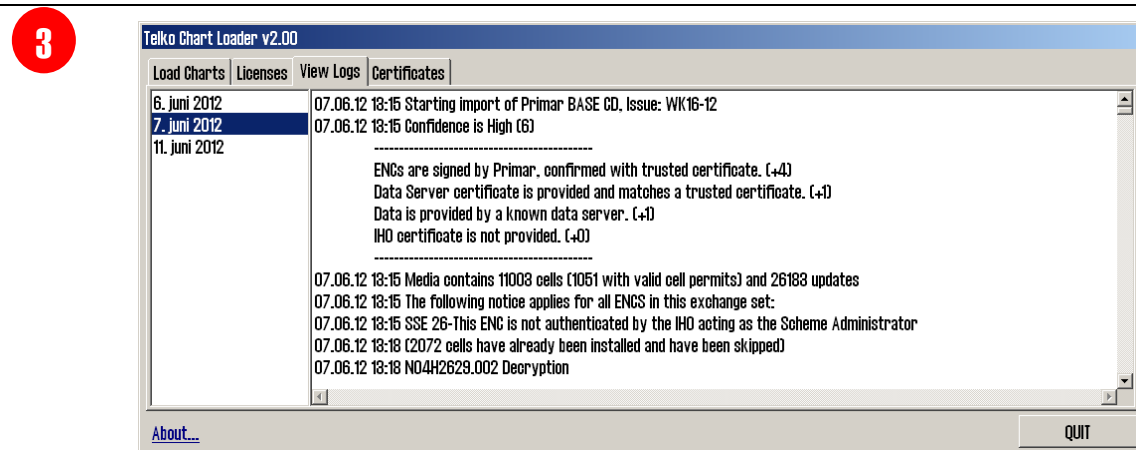 3
Telko Chart Loader v2.00
Load Charts Licenses View Logs Certificates
6. juni 2012
7. juni 2012
11. juni 2012
07.06.12 13:15 Starting import of Primar BASE CD, Issue: WK16-12
07.06.12 13:15 Confidence is High (6)
--------------------------------------------
ENCs are signed by Primar, confirmed with trusted certificate. (+4)
Data Server certificate is provided and matches a trusted certificate. (+1)
Data is provided by a known data server. (+1)
IHO certificate is not provided. (+0)
--------------------------------------------
07.06.12 13:15 Media contains 11003 cells (1051 with valid cell permits) and 26183 updates
07.06.12 13:15 The following notice applies for all ENCS in this exchange set:
07.06.12 13:15 SSE 26-This ENC is not authenticated by the IHO acting as the Scheme Administrator
07.06.12 13:18 (2072 cells have already been installed and have been skipped)
07.06.12 13:18 NO4H2629.002 Decryption
About...
QUIT